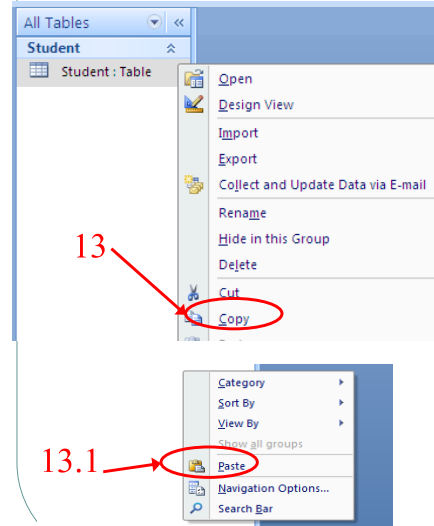 All Tables
Student
Student : Table
Open
Design View
Import
Export
Collect and Update Data via E-mail
Rename
Hide in this Group
Delete
13
Cut
Copy
Category
Sort By
View By
Show all groups
13.1
Paste
Navigation Options...
Search Bar